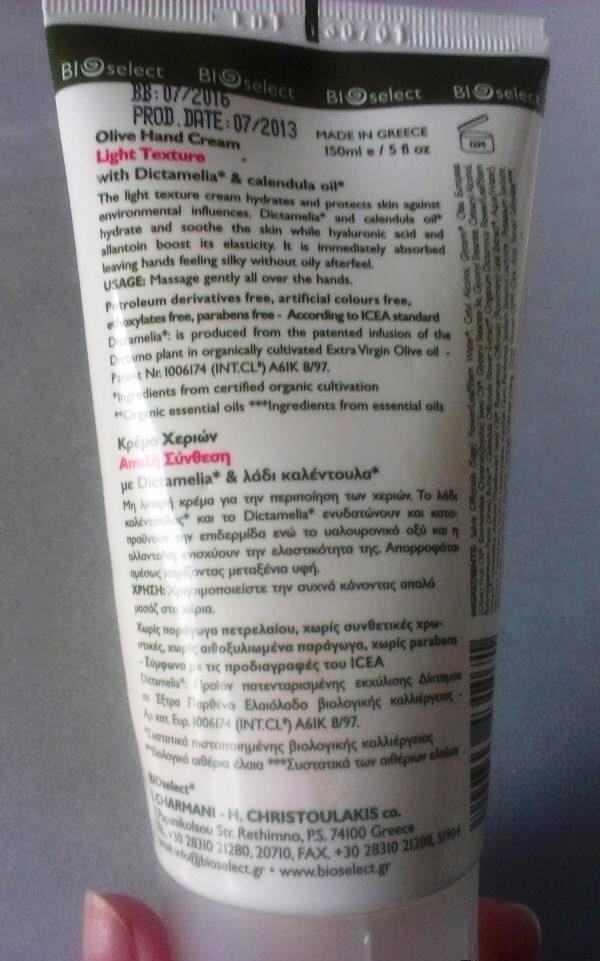 LOT 30701
BIOselect BIOselect BIOselect BIOselect
BB: 07/2016
PROD. DATE: 07/2013
Olive Hand Cream
Light Texture
with Dictamelia* & calendula oil*
MADE IN GREECE
150ml e / 5 fl oz
The light texture cream hydrates and protects skin against
environmental influences. Dictamelia* and calendula oil*
hydrate and soothe the skin while hyaluronic acid and
allantoin boost its elasticity. It is immediately absorbed
leaving hands feeling silky without oily afterfeel.
USAGE: Massage gently all over the hands.
Petroleum derivatives free, artificial colours free,
ethoxylates free, parabens free - According to ICEA standard
Dictamelia*: is produced from the patented infusion of the
Dictamo plant in organically cultivated Extra Virgin Olive oil -
Patent Nr. 1006174 (INT.CL⁸) A61K 8/97.
*Ingredients from certified organic cultivation
**Organic essential oils ***Ingredients from essential oils
Κρέμα Χεριών
Απαλή Σύνθεση
με Dictamelia* & λάδι καλέντουλα*
Μη λιπαρή κρέμα για την περιποίηση των χεριών. Το λάδι
καλέντουλας* και το Dictamelia* ενυδατώνουν και κατα-
πραΰνουν την επιδερμίδα ενώ το υαλουρονικό οξύ και η
αλλαντοΐνη ενισχύουν την ελαστικότητα της. Απορροφάται
αμέσως χαρίζοντας μεταξένια υφή.
ΧΡΗΣΗ: Χρησιμοποιείστε την συχνά κάνοντας απαλό
μασάζ στα χέρια.
Χωρίς παράγωγα πετρελαίου, χωρίς συνθετικές χρω-
στικές, χωρίς αιθοξυλιωμένα παράγωγα, χωρίς parabens
- Σύμφωνα με τις προδιαγραφές του ICEA
Dictamelia*: Προϊόν πατενταρισμένης εκχύλισης Δίκταμου
σε Έξτρα Παρθένο Ελαιόλαδο βιολογικής καλλιέργειας -
Αρ. κατ. Ευρ. 1006174 (INT.CL⁸) A61K 8/97.
*Συστατικά πιστοποιημένης βιολογικής καλλιέργειας
**Βιολογικά αιθέρια έλαια ***Συστατικά των αιθέριων ελαίων
BIOselect®
CHARMANI - H. CHRISTOULAKIS co.
Papanikolaou Str. Rethimno, P.S. 74100 Greece
TEL. +30 28310 21280, 20710, FAX. +30 28310 21288, 51904
info@bioselect.gr • www.bioselect.gr
INGREDIENTS: Salvia Officinalis (Sage)